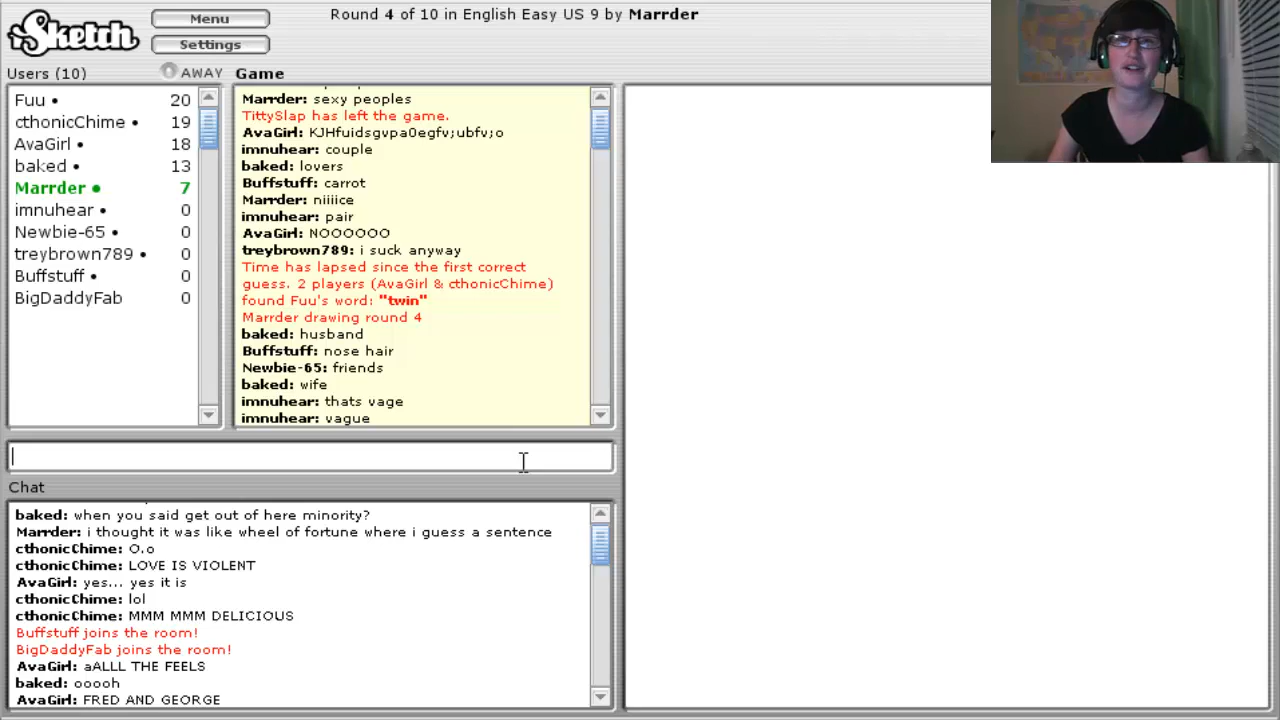 iSketch
Menu
Settings
Round 4 of 10 in English Easy US 9 by Marrder
Users (10)
AWAY
Game
Fuu • 20
cthonicChime • 19
AvaGirl • 18
baked • 13
Marrder • 7
imnuhear • 0
Newbie-65 • 0
treybrown789 • 0
Buffstuff • 0
BigDaddyFab 0
Marrder: sexy peoples
TittySlap has left the game.
AvaGirl: KJHfuidsgvpa0egfv;ubfv;o
imnuhear: couple
baked: lovers
Buffstuff: carrot
Marrder: niiiice
imnuhear: pair
AvaGirl: NOOOOOO
treybrown789: i suck anyway
Time has lapsed since the first correct
guess. 2 players (AvaGirl & cthonicChime)
found Fuu's word: "twin"
Marrder drawing round 4
baked: husband
Buffstuff: nose hair
Newbie-65: friends
baked: wife
imnuhear: thats vage
imnuhear: vague
Chat
baked: when you said get out of here minority?
Marrder: i thought it was like wheel of fortune where i guess a sentence
cthonicChime: O.o
cthonicChime: LOVE IS VIOLENT
AvaGirl: yes... yes it is
cthonicChime: lol
cthonicChime: MMM MMM DELICIOUS
Buffstuff joins the room!
BigDaddyFab joins the room!
AvaGirl: aALLL THE FEELS
baked: ooooh
AvaGirl: FRED AND GEORGE